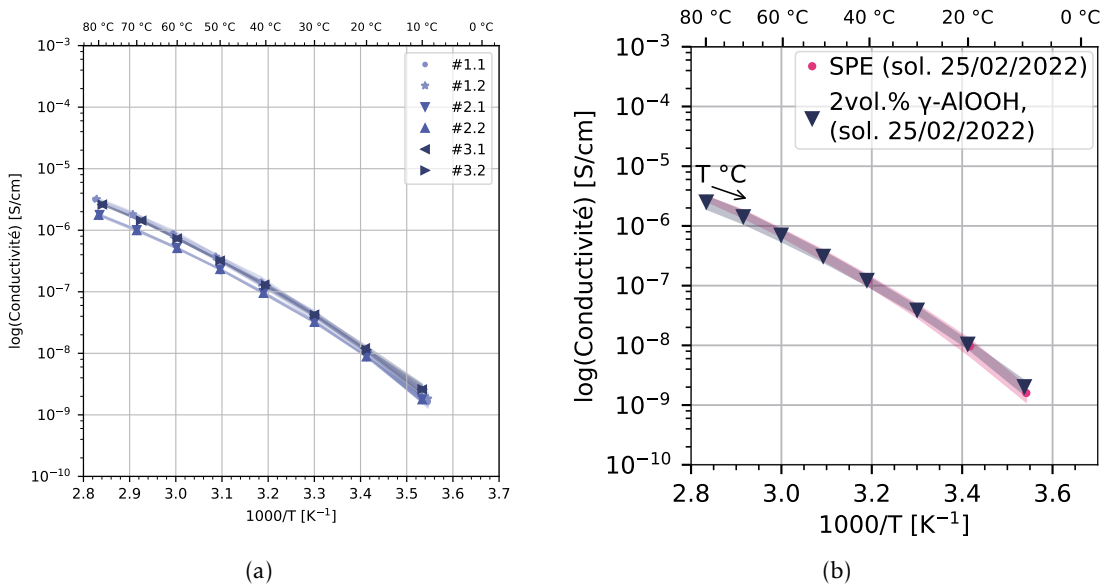 80 °C 70 °C 60 °C 50 °C 40 °C 30 °C 20 °C 10 °C 0 °C
10⁻³
10⁻⁴
10⁻⁵
10⁻⁶
10⁻⁷
10⁻⁸
10⁻⁹
10⁻¹⁰
log(Conductivité) [S/cm]
#1.1
#1.2
#2.1
#2.2
#3.1
#3.2
2.8 2.9 3.0 3.1 3.2 3.3 3.4 3.5 3.6 3.7
1000/T [K⁻¹]
(a)
80 °C 60 °C 40 °C 20 °C 0 °C
10⁻³
10⁻⁴
10⁻⁵
10⁻⁶
10⁻⁷
10⁻⁸
10⁻⁹
10⁻¹⁰
log(Conductivité) [S/cm]
SPE (sol. 25/02/2022)
2vol.% γ-AlOOH,
(sol. 25/02/2022)
T °C
2.8 3.0 3.2 3.4 3.6
1000/T [K⁻¹]
(b)